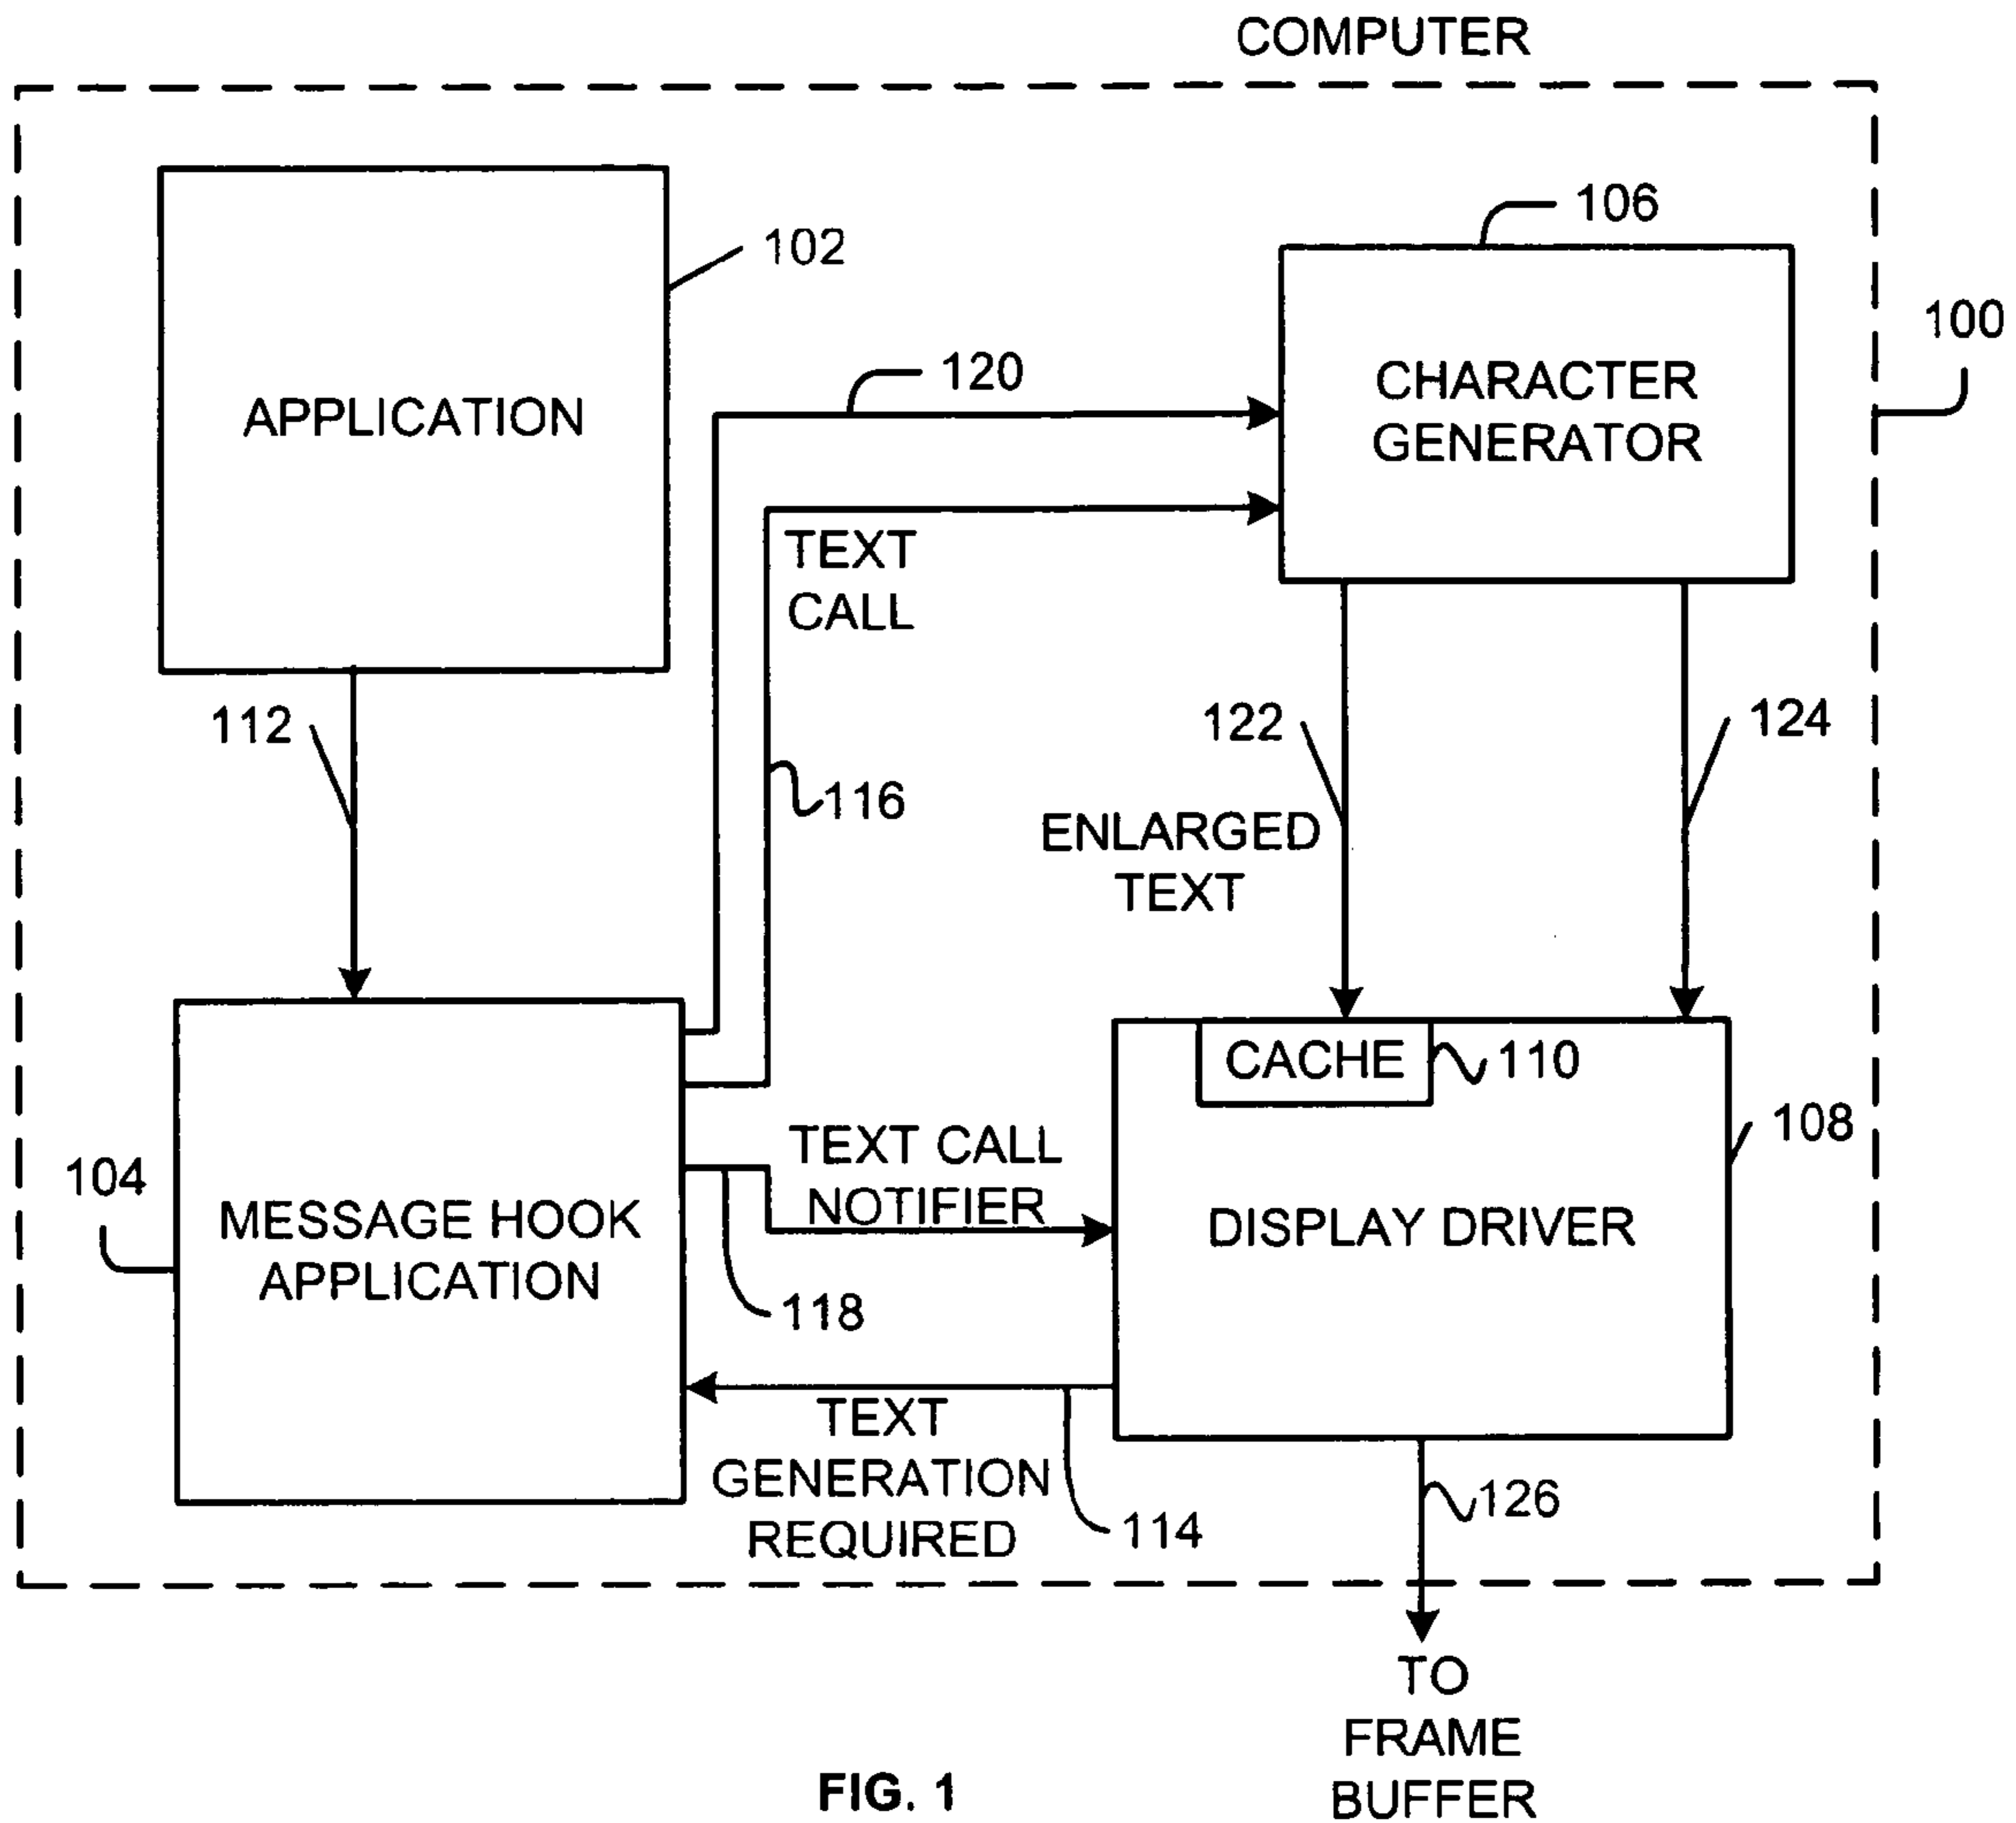 COMPUTER
106
102
100
120
CHARACTER
GENERATOR
APPLICATION
TEXT
CALL
112
122
124
116
ENLARGED
TEXT
CACHE
110
108
TEXT CALL
NOTIFIER
104
MESSAGE HOOK
APPLICATION
DISPLAY DRIVER
118
TEXT
GENERATION
REQUIRED
114
126
TO
FRAME
BUFFER
FIG. 1